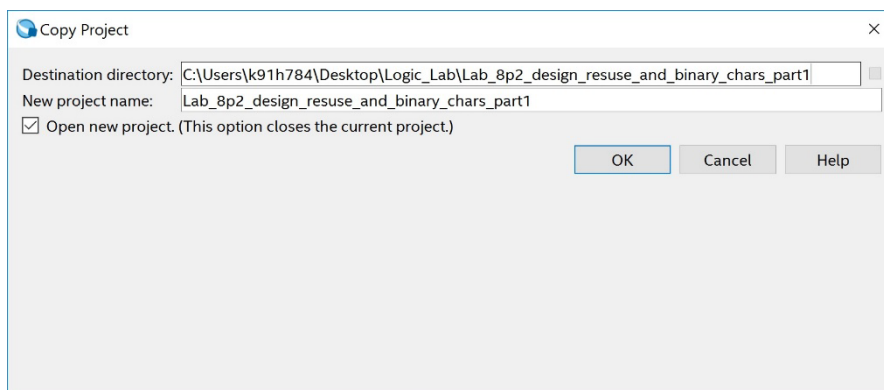 Copy Project
Destination directory: C:\Users\k91h784\Desktop\Logic_Lab\Lab_8p2_design_resuse_and_binary_chars_part1
New project name: Lab_8p2_design_resuse_and_binary_chars_part1
Open new project. (This option closes the current project.)
OK Cancel Help